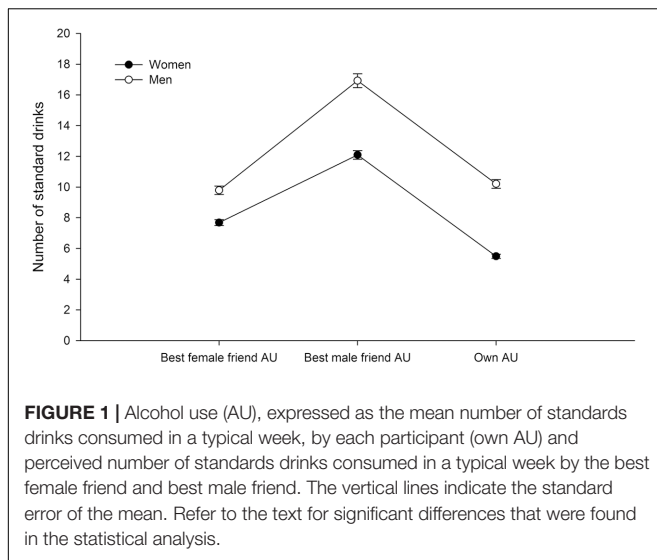 20
18
16
14
12
10
8
6
4
2
0
Number of standard drinks
Women
Men
Best female friend AU Best male friend AU Own AU
FIGURE 1 | Alcohol use (AU), expressed as the mean number of standards
drinks consumed in a typical week, by each participant (own AU) and
perceived number of standards drinks consumed in a typical week by the best
female friend and best male friend. The vertical lines indicate the standard
error of the mean. Refer to the text for significant differences that were found
in the statistical analysis.